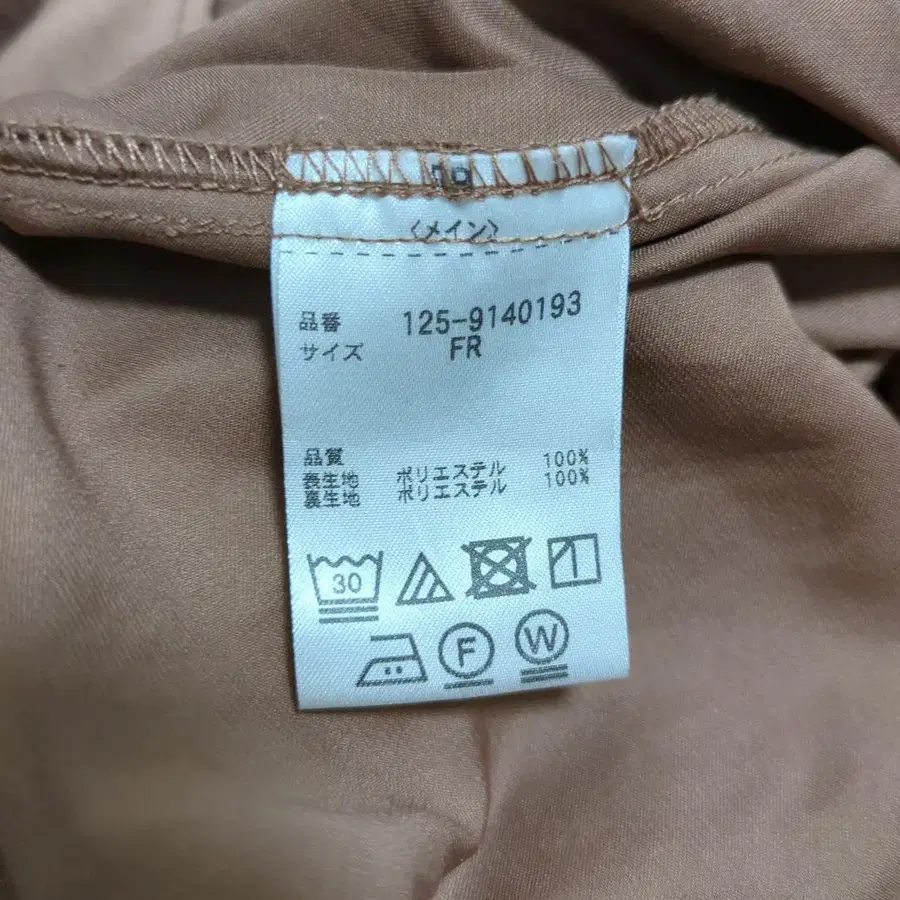 〈メイン〉
品番 125-9140193
サイズ FR
品質
表生地 ポリエステル 100%
裏生地 ポリエステル 100%
30
F W